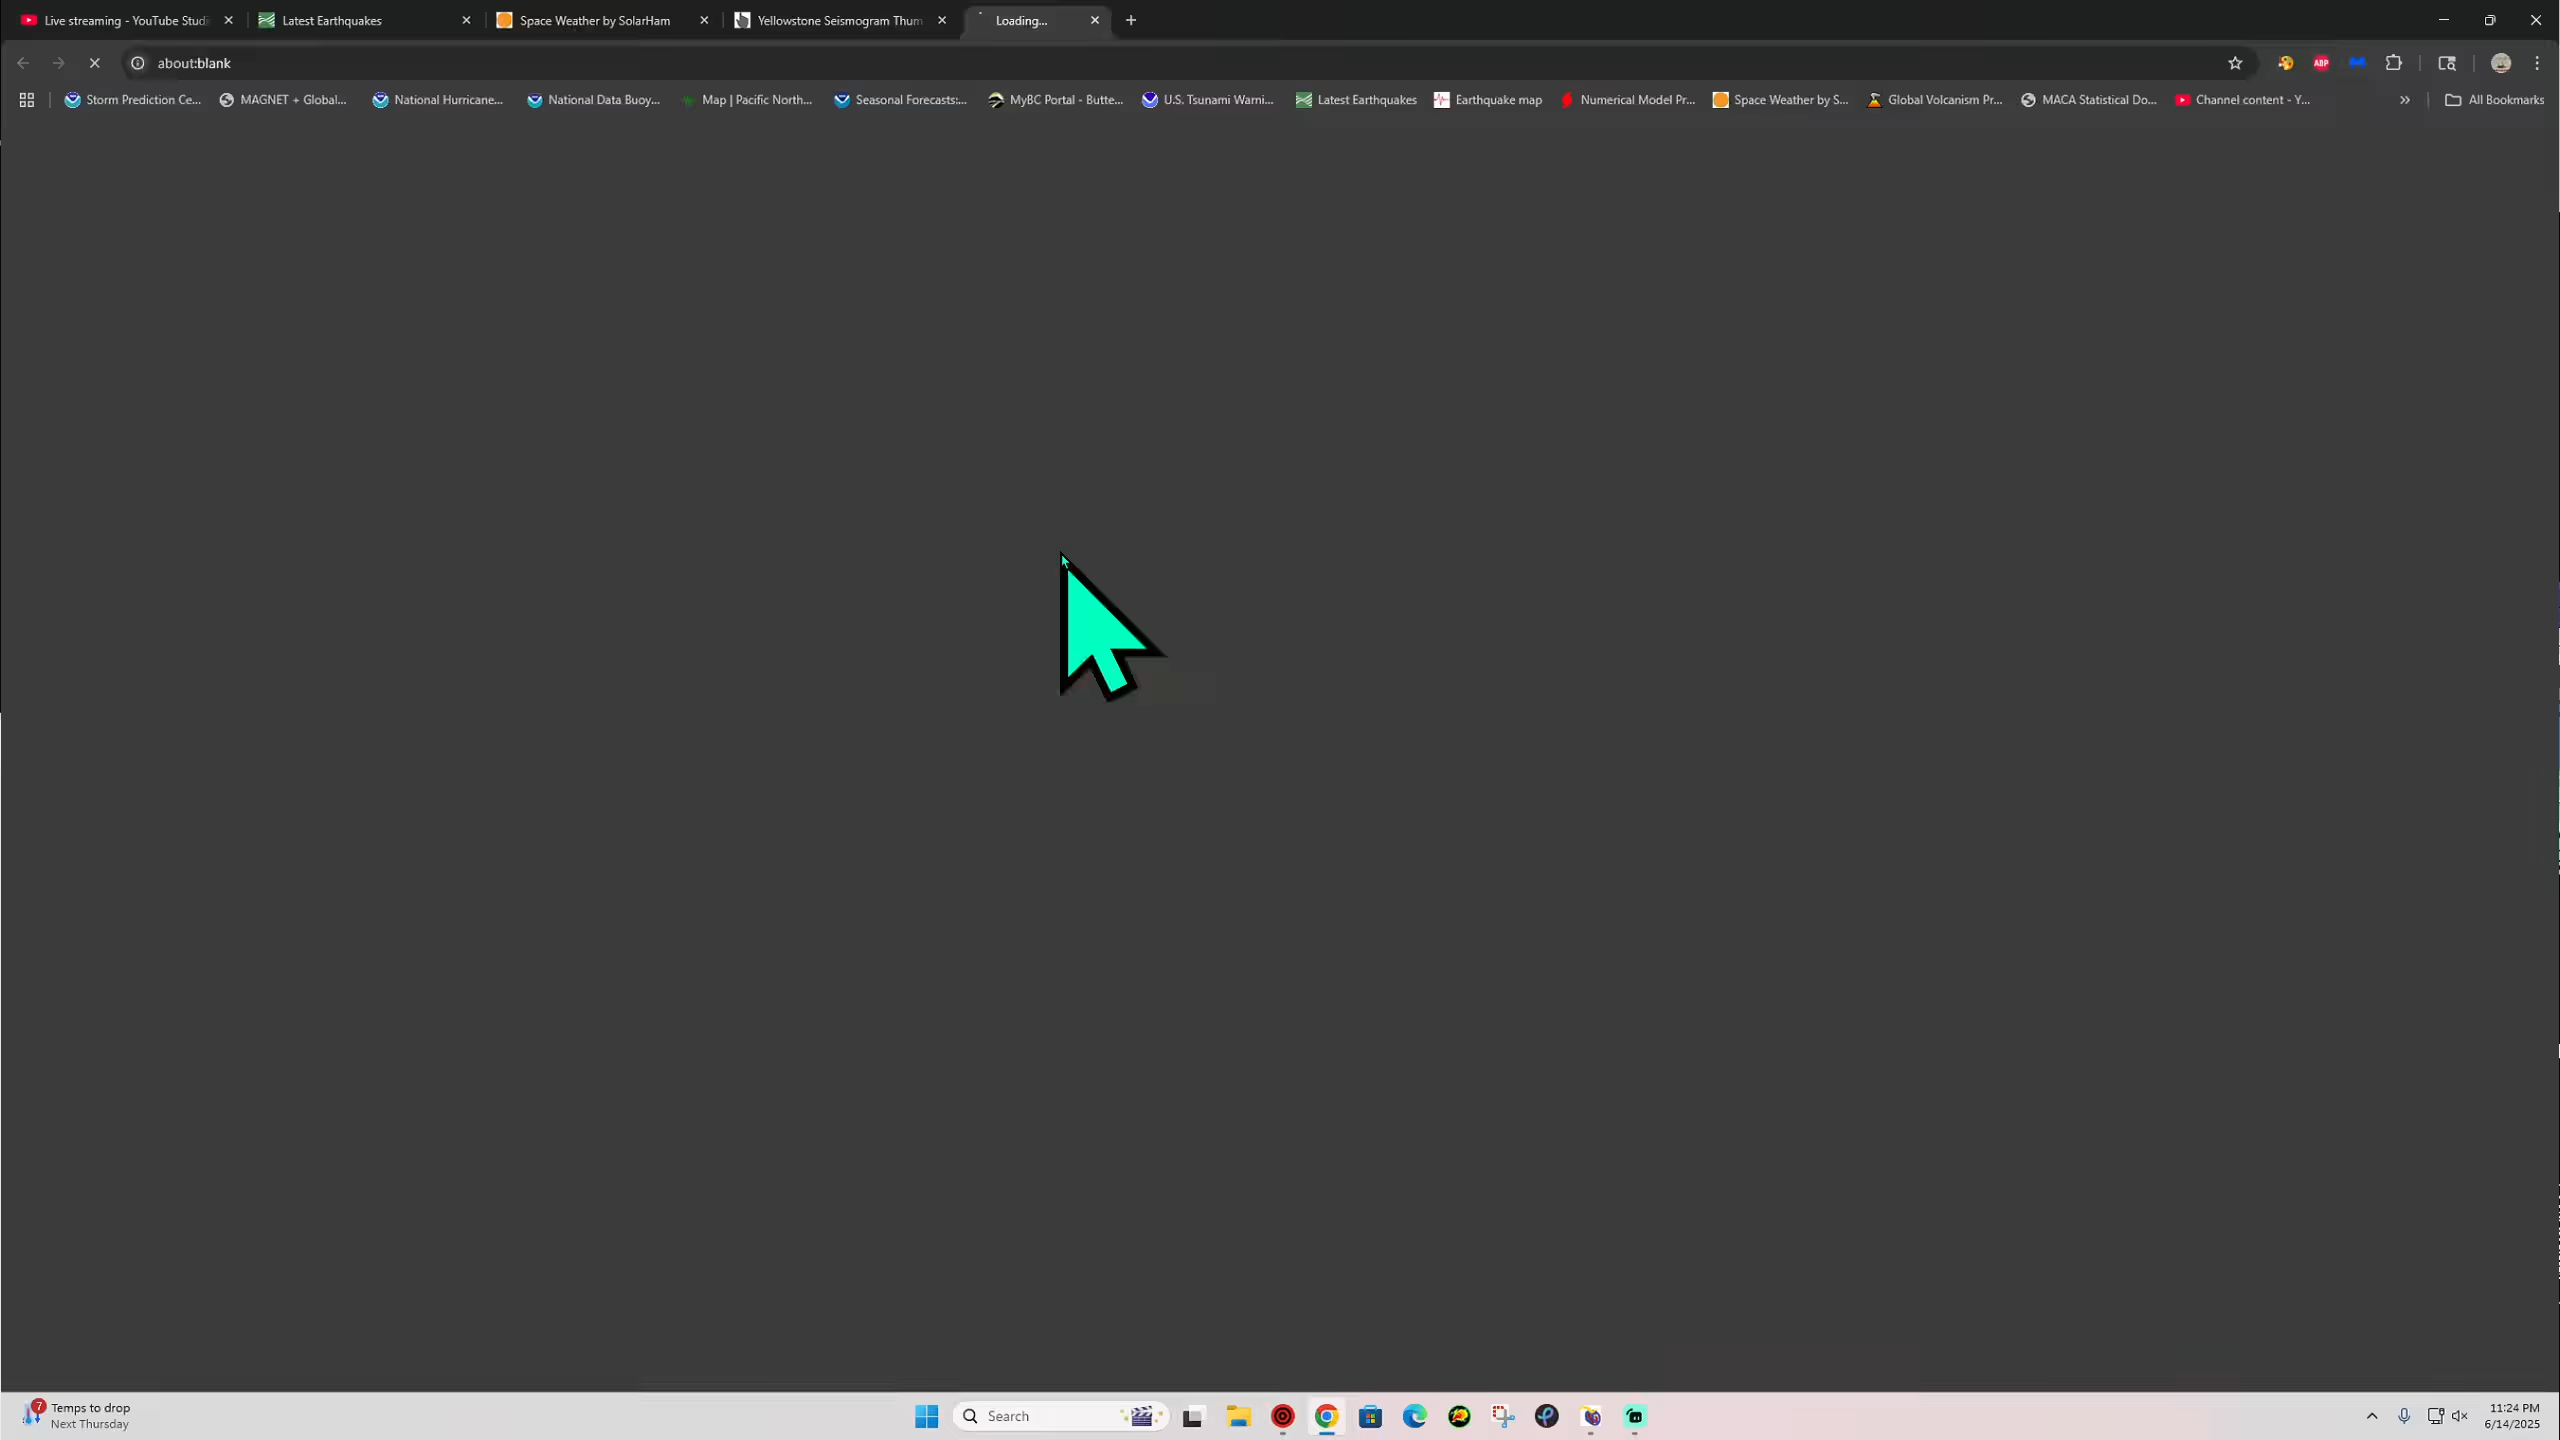 Live streaming - YouTube Studi
Latest Earthquakes
Space Weather by SolarHam
Yellowstone Seismogram Thum
Loading...
about:blank
Storm Prediction Ce...
MAGNET + Global...
National Hurricane...
National Data Buoy...
Map | Pacific North...
Seasonal Forecasts:...
MyBC Portal - Butte...
U.S. Tsunami Warni...
Latest Earthquakes
Earthquake map
Numerical Model Pr...
Space Weather by S...
Global Volcanism Pr...
MACA Statistical Do...
Channel content - Y...
All Bookmarks
ABP
7
Temps to drop
Next Thursday
Search
11:24 PM
6/14/2025